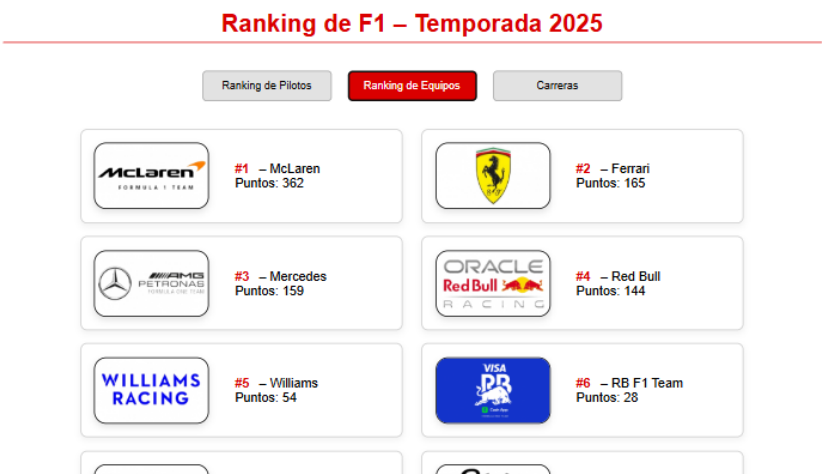 Ranking de F1 – Temporada 2025
Ranking de Pilotos
Ranking de Equipos
Carreras
McLaren
FORMULA 1 TEAM
#1 – McLaren
Puntos: 362
#2 – Ferrari
Puntos: 165
AMG
PETRONAS
FORMULA ONE TEAM
#3 – Mercedes
Puntos: 159
ORACLE
Red Bull
RACING
#4 – Red Bull
Puntos: 144
WILLIAMS
RACING
#5 – Williams
Puntos: 54
VISA
RB
Cash App
#6 – RB F1 Team
Puntos: 28